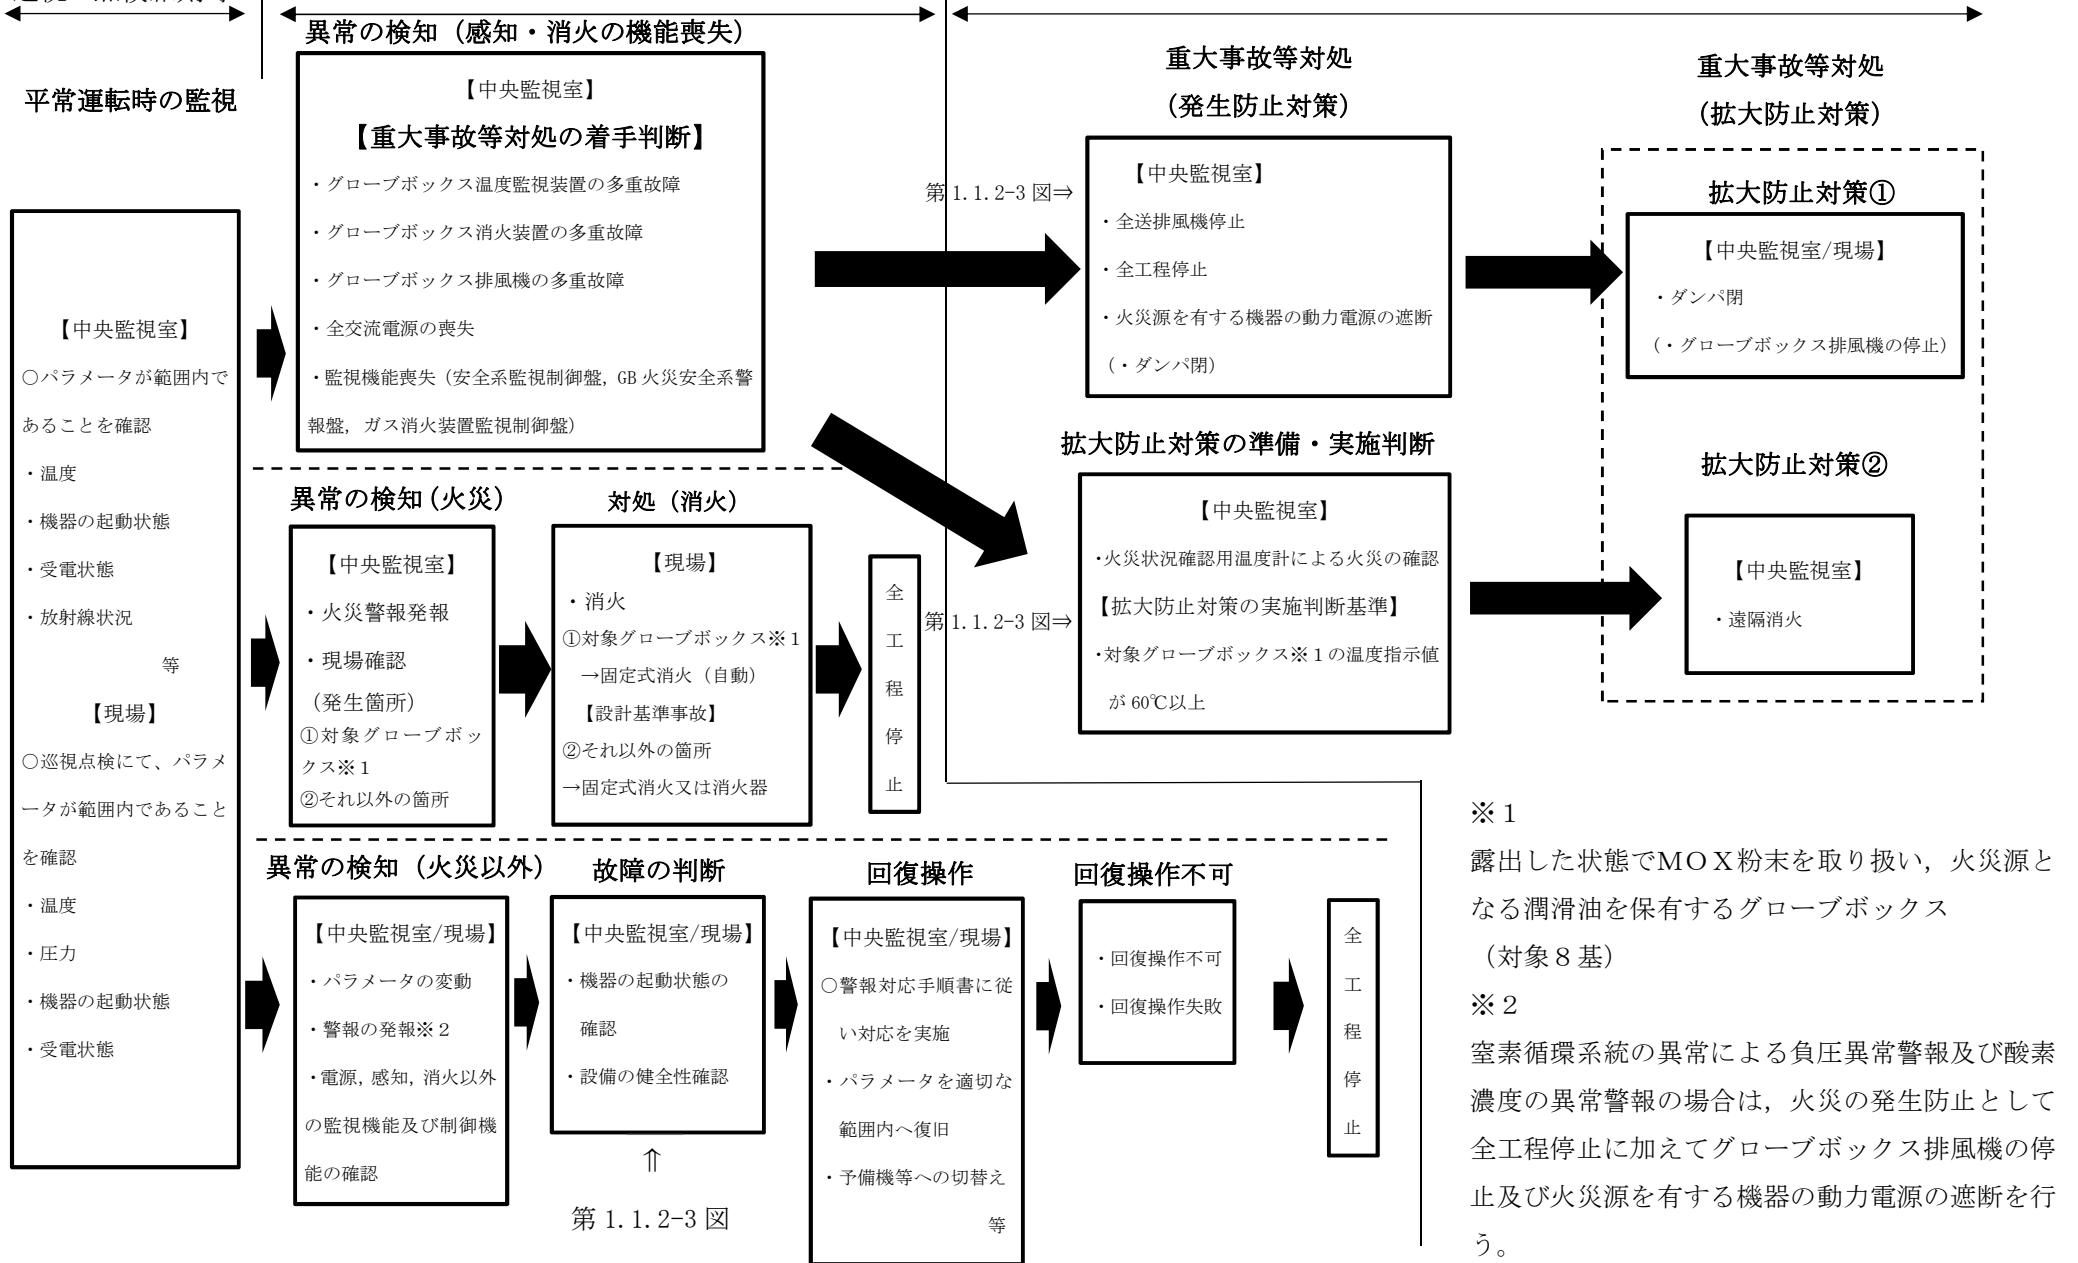 異常の検知（感知・消火の機能喪失）
平常運転時の監視
【中央監視室】
○パラメータが範囲内で
あることを確認
・温度
・機器の起動状態
・受電状態
・放射線状況
等
【現場】
○巡視点検にて、パラメ
ータが範囲内であること
を確認
・温度
・圧力
・機器の起動状態
・受電状態
【中央監視室】
【重大事故等対処の着手判断】
・グローブボックス温度監視装置の多重故障
・グローブボックス消火装置の多重故障
・グローブボックス排風機の多重故障
・全交流電源の喪失
・監視機能喪失（安全系監視制御盤，GB 火災安全系警
報盤，ガス消火装置監視制御盤）
重大事故等対処
（発生防止対策）
第 1.1.2-3 図⇒
【中央監視室】
・全送排風機停止
・全工程停止
・火災源を有する機器の動力電源の遮断
（・ダンパ閉）
重大事故等対処
（拡大防止対策）
拡大防止対策①
【中央監視室/現場】
・ダンパ閉
（・グローブボックス排風機の停止）
拡大防止対策の準備・実施判断
第 1.1.2-3 図⇒
【中央監視室】
・火災状況確認用温度計による火災の確認
【拡大防止対策の実施判断基準】
・対象グローブボックス※１の温度指示値
が 60℃以上
拡大防止対策②
【中央監視室】
・遠隔消火
異常の検知（火災）
【中央監視室】
・火災警報発報
・現場確認
（発生箇所）
①対象グローブボッ
クス※１
②それ以外の箇所
対処（消火）
【現場】
・消火
①対象グローブボックス※１
→固定式消火（自動）
【設計基準事故】
②それ以外の箇所
→固定式消火又は消火器
全
工
程
停
止
異常の検知（火災以外）
【中央監視室/現場】
・パラメータの変動
・警報の発報※２
・電源，感知，消火以外
の監視機能及び制御機
能の確認
故障の判断
【中央監視室/現場】
・機器の起動状態の
確認
・設備の健全性確認
⇑
第 1.1.2-3 図
回復操作
【中央監視室/現場】
○警報対応手順書に従
い対応を実施
・パラメータを適切な
範囲内へ復旧
・予備機等への切替え
等
回復操作不可
・回復操作不可
・回復操作失敗
全
工
程
停
止
※１
露出した状態でＭＯＸ粉末を取り扱い，火災源と
なる潤滑油を保有するグローブボックス
（対象８基）
※２
窒素循環系統の異常による負圧異常警報及び酸素
濃度の異常警報の場合は，火災の発生防止として
全工程停止に加えてグローブボックス排風機の停
止及び火災源を有する機器の動力電源の遮断を行
う。